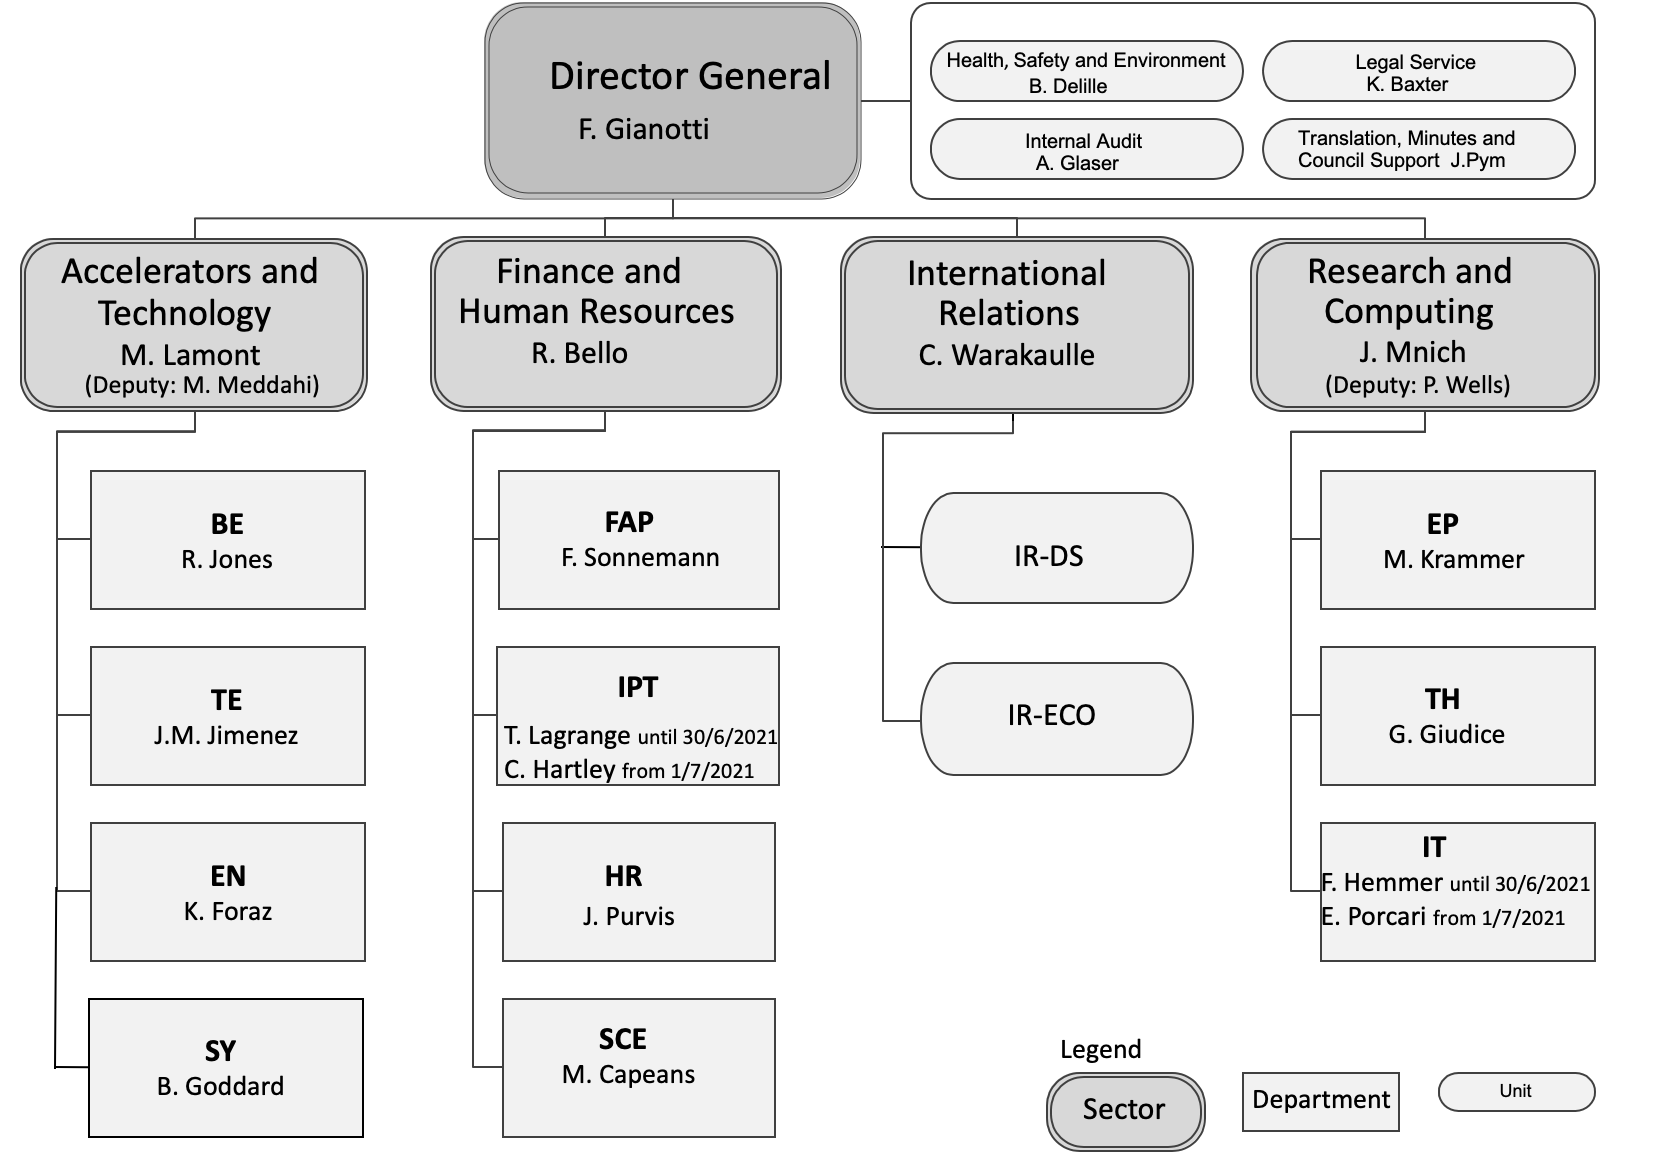 Director General
F. Gianotti
Health, Safety and Environment
B. Delille
Legal Service
K. Baxter
Internal Audit
A. Glaser
Translation, Minutes and
Council Support J.Pym
Accelerators and
Technology
M. Lamont
(Deputy: M. Meddahi)
Finance and
Human Resources
R. Bello
International
Relations
C. Warakaulle
Research and
Computing
J. Mnich
(Deputy: P. Wells)
BE
R. Jones
TE
J.M. Jimenez
EN
K. Foraz
SY
B. Goddard
FAP
F. Sonnemann
IPT
T. Lagrange until 30/6/2021
C. Hartley from 1/7/2021
HR
J. Purvis
SCE
M. Capeans
IR-DS
IR-ECO
EP
M. Krammer
TH
G. Giudice
IT
F. Hemmer until 30/6/2021
E. Porcari from 1/7/2021
Legend
Sector
Department
Unit